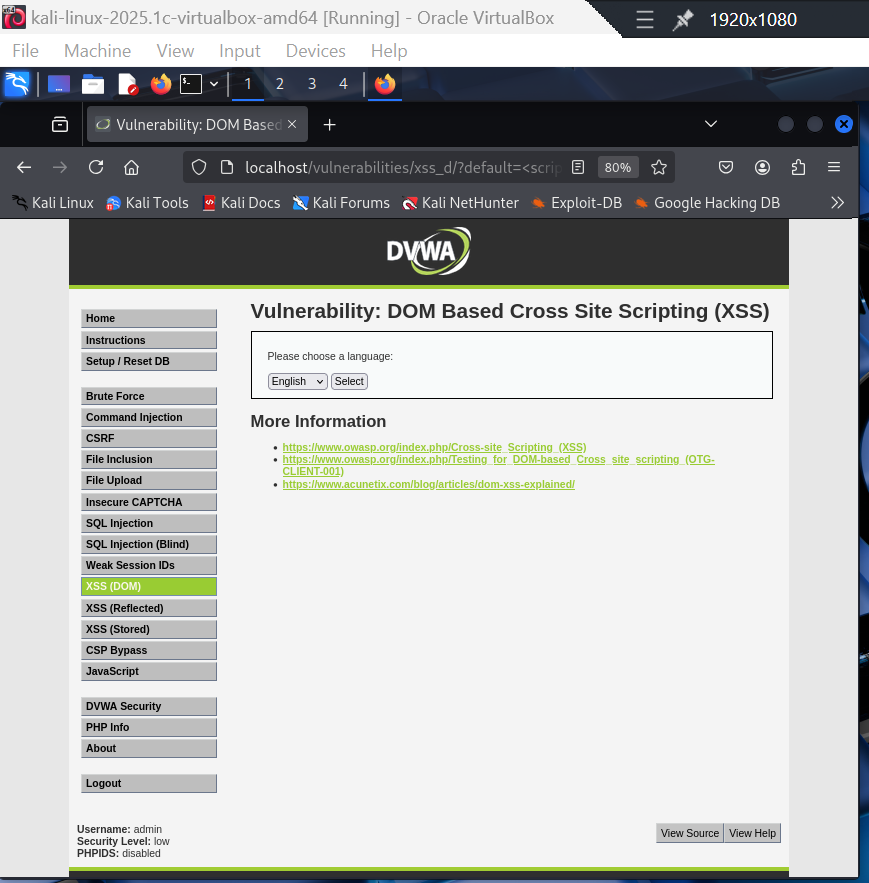 kali-linux-2025.1c-virtualbox-amd64 [Running] - Oracle VirtualBox
1920x1080
File Machine View Input Devices Help
1 2 3 4
Vulnerability: DOM Based
localhost/vulnerabilities/xss_d/?default=<scrip
80%
Kali Linux Kali Tools Kali Docs Kali Forums Kali NetHunter Exploit-DB Google Hacking DB
DVWA
Home
Instructions
Setup / Reset DB
Brute Force
Command Injection
CSRF
File Inclusion
File Upload
Insecure CAPTCHA
SQL Injection
SQL Injection (Blind)
Weak Session IDs
XSS (DOM)
XSS (Reflected)
XSS (Stored)
CSP Bypass
JavaScript
DVWA Security
PHP Info
About
Logout
Vulnerability: DOM Based Cross Site Scripting (XSS)
Please choose a language:
English Select
More Information
https://www.owasp.org/index.php/Cross-site_Scripting_(XSS)
https://www.owasp.org/index.php/Testing_for_DOM-based_Cross_site_scripting_(OTG-
CLIENT-001)
https://www.acunetix.com/blog/articles/dom-xss-explained/
Username: admin
Security Level: low
PHPIDS: disabled
View Source View Help